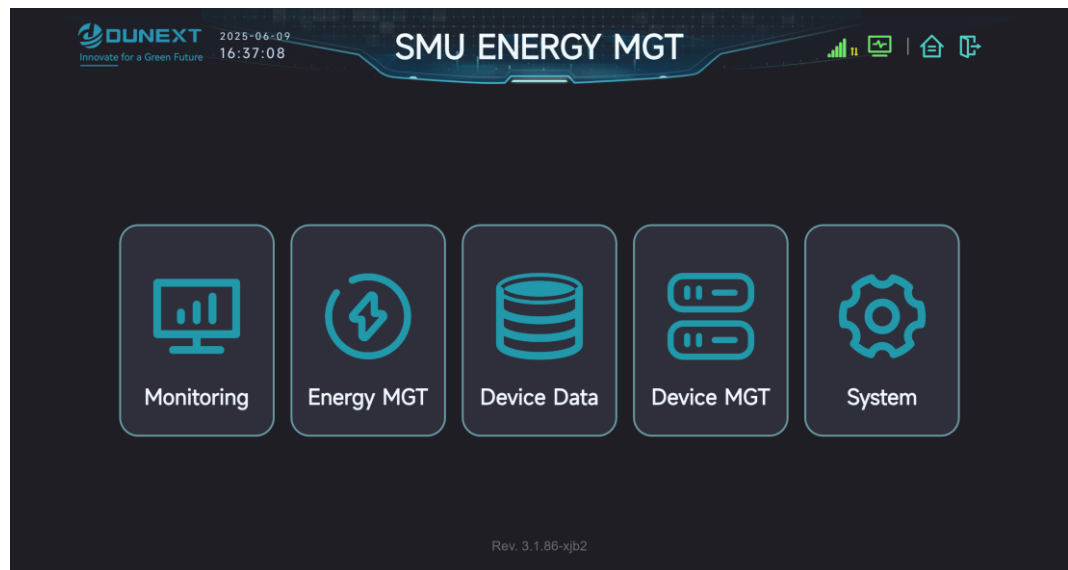 DUNEXT
Innovate for a Green Future
2025-06-09
16:37:08
SMU ENERGY MGT
Monitoring
Energy MGT
Device Data
Device MGT
System
Rev. 3.1.86-xjb2